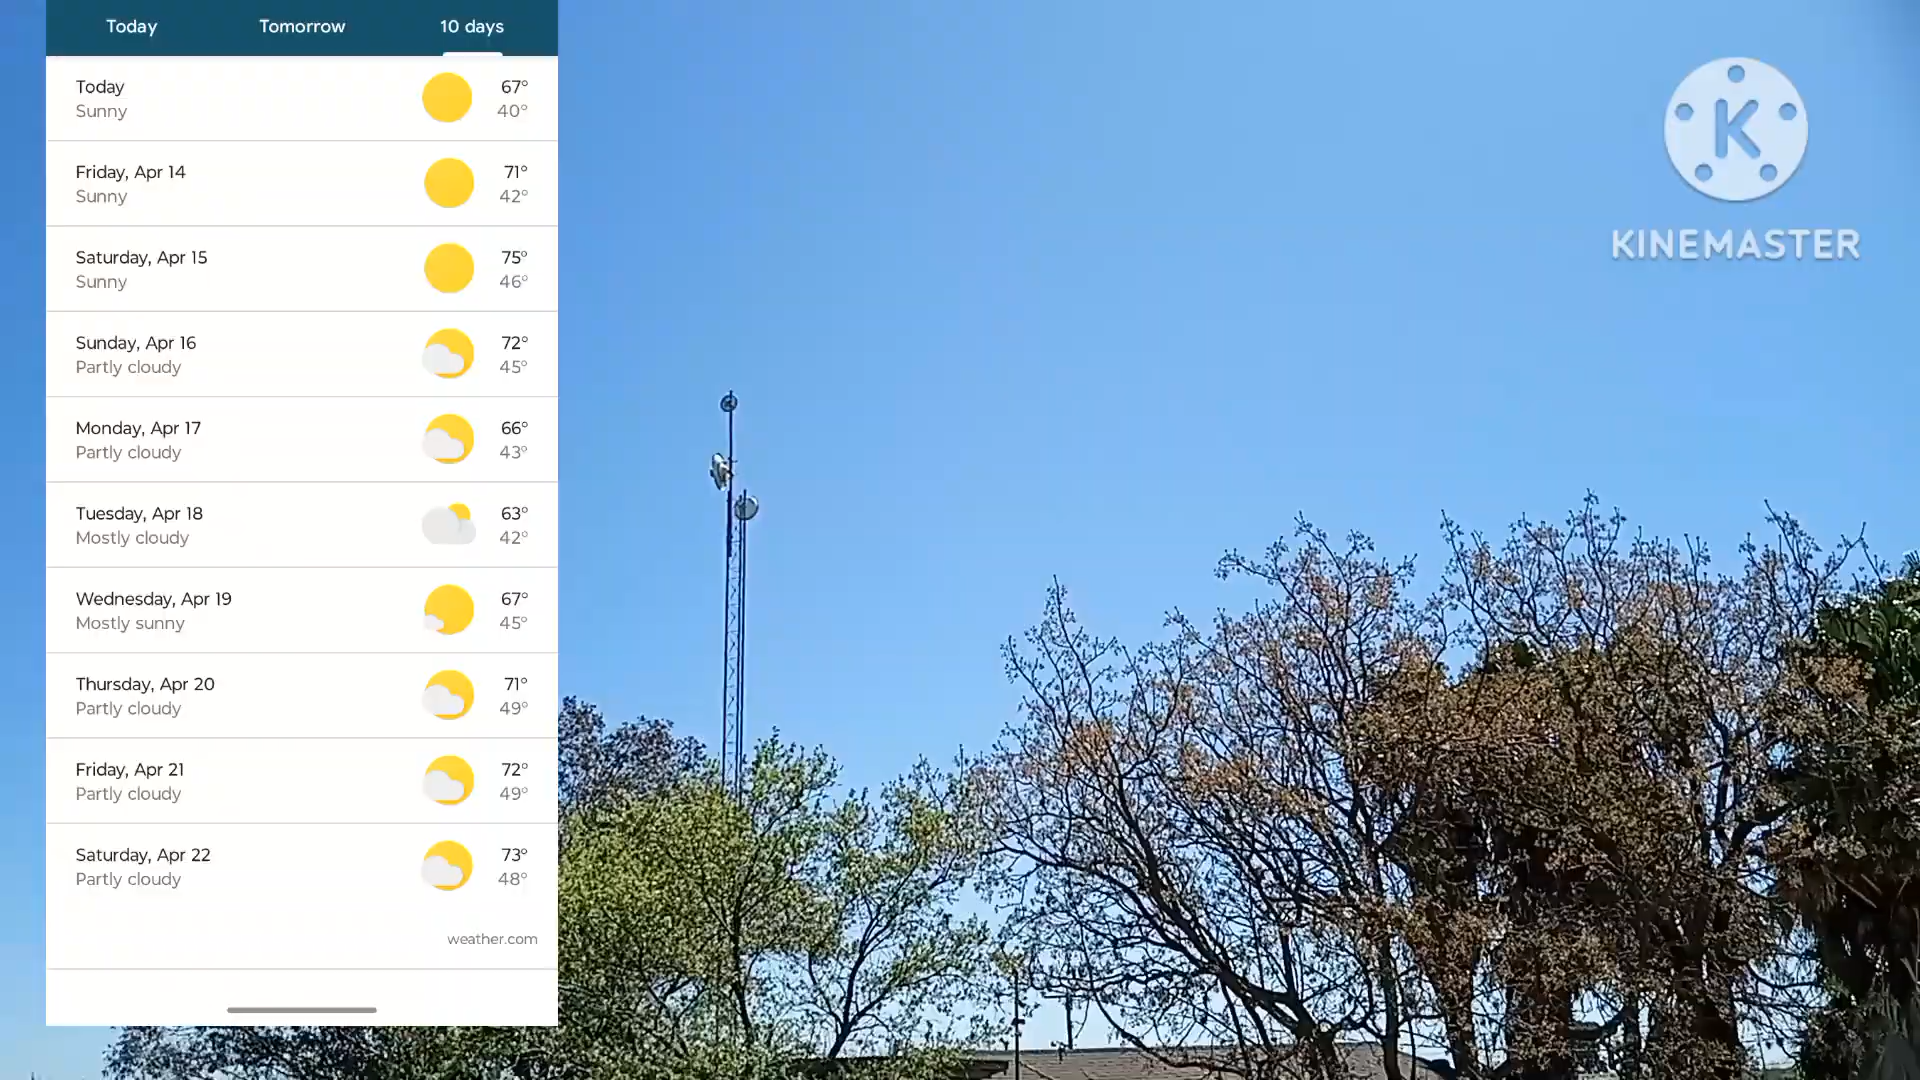 Today Tomorrow 10 days
Today 67°
Sunny 40°
Friday, Apr 14 71°
Sunny 42°
Saturday, Apr 15 75°
Sunny 46°
Sunday, Apr 16 72°
Partly cloudy 45°
Monday, Apr 17 66°
Partly cloudy 43°
Tuesday, Apr 18 63°
Mostly cloudy 42°
Wednesday, Apr 19 67°
Mostly sunny 45°
Thursday, Apr 20 71°
Partly cloudy 49°
Friday, Apr 21 72°
Partly cloudy 49°
Saturday, Apr 22 73°
Partly cloudy 48°
weather.com
K
KINEMASTER